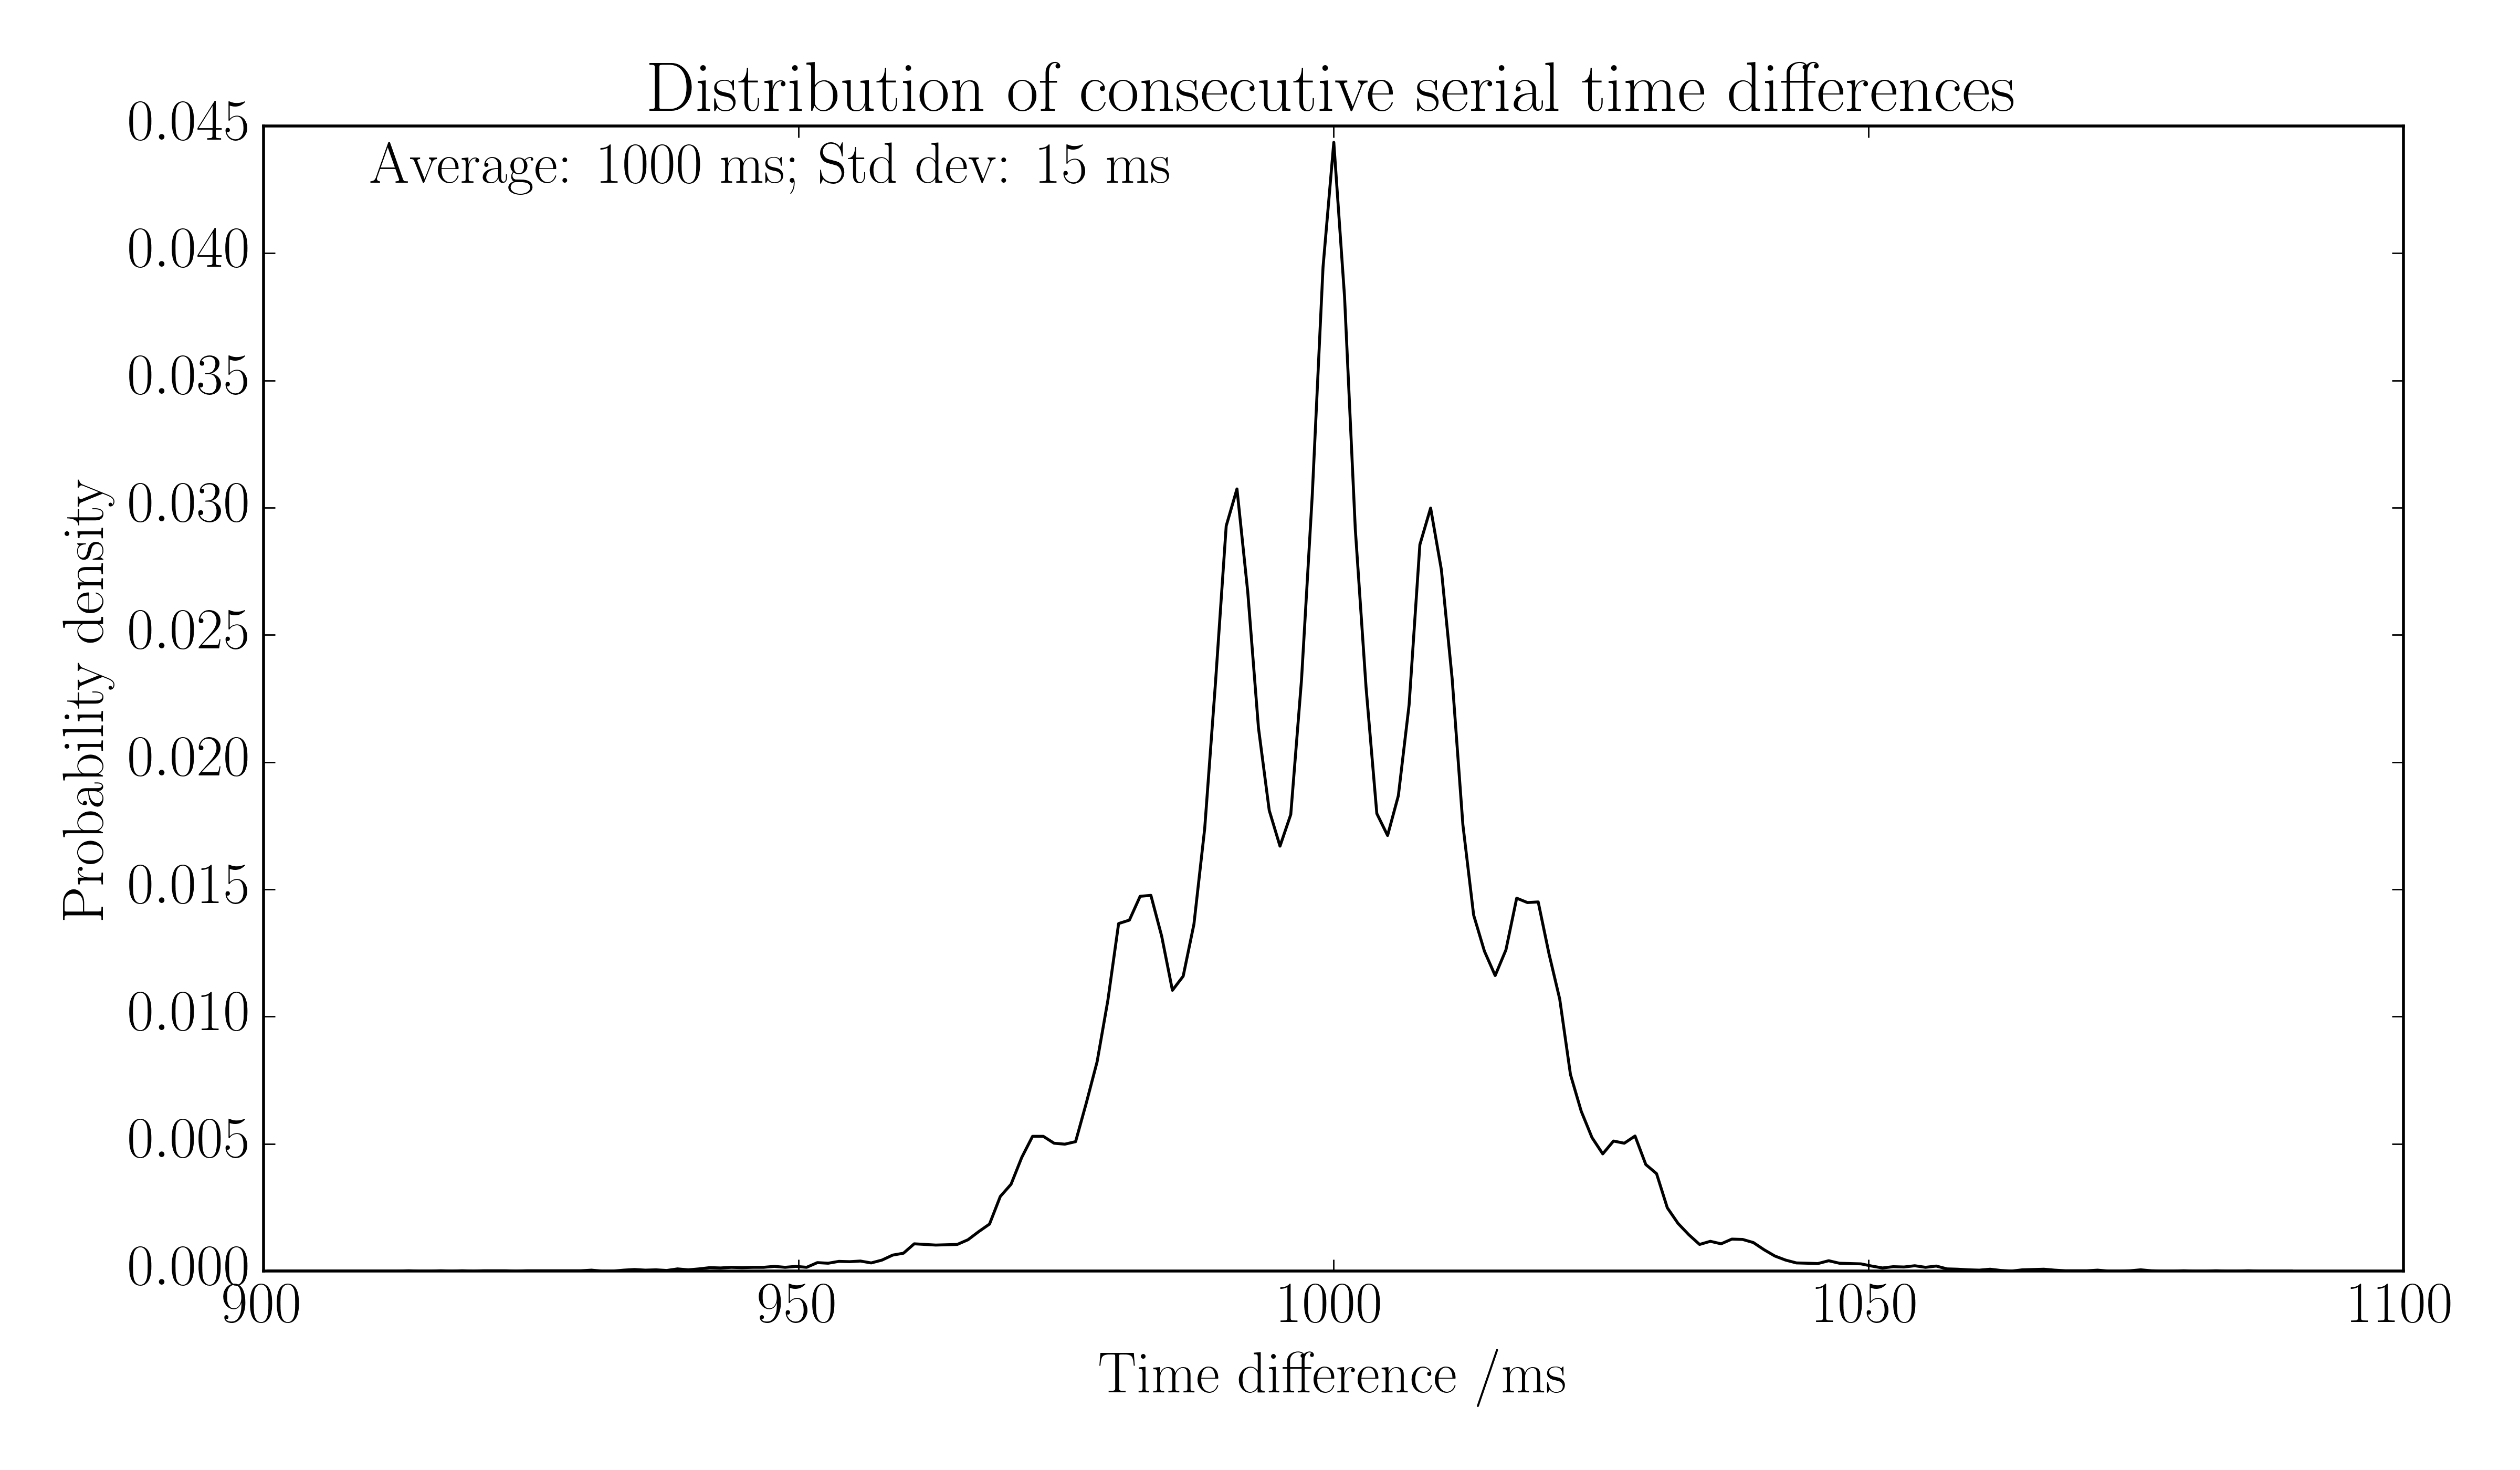 Distribution of consecutive serial time differences
Average: 1000 ms; Std dev: 15 ms
0.045
0.040
0.035
0.030
0.025
0.020
0.015
0.010
0.005
0.000
Probability density
900 950 1000 1050 1100
Time difference /ms